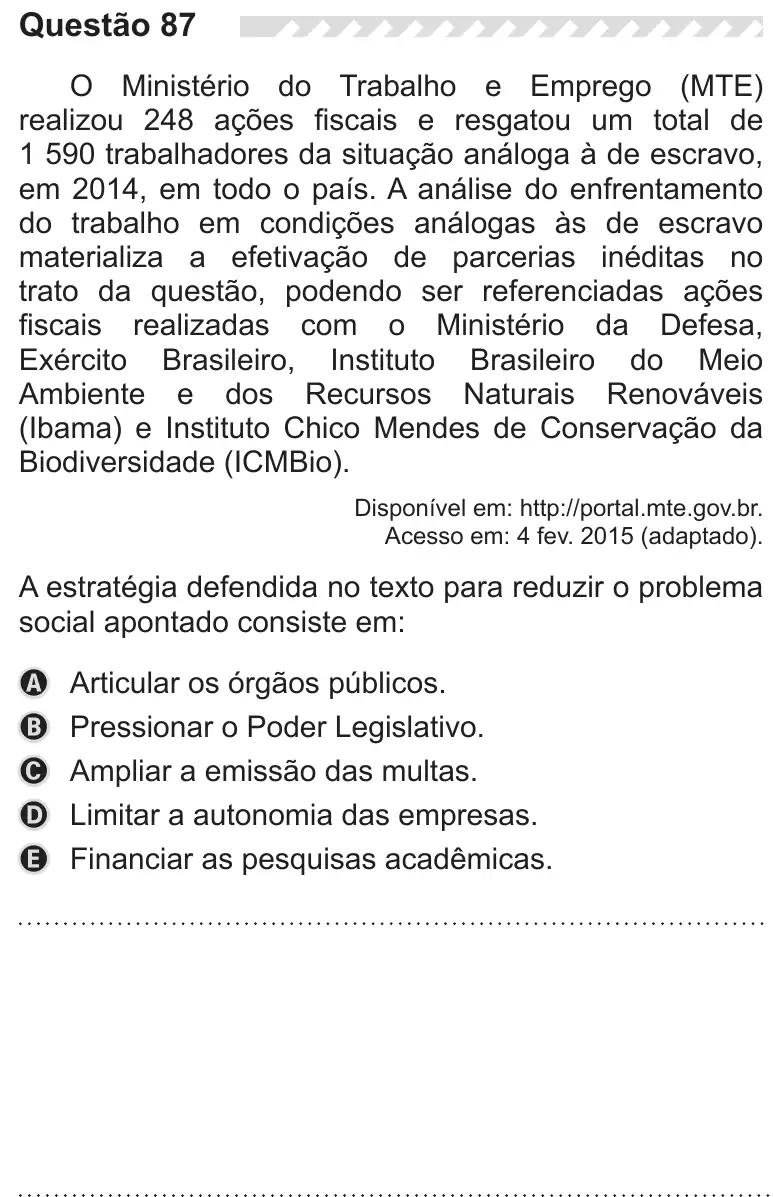 Questão 87
O Ministério do Trabalho e Emprego (MTE)
realizou 248 ações fiscais e resgatou um total de
1 590 trabalhadores da situação análoga à de escravo,
em 2014, em todo o país. A análise do enfrentamento
do trabalho em condições análogas às de escravo
materializa a efetivação de parcerias inéditas no
trato da questão, podendo ser referenciadas ações
fiscais realizadas com o Ministério da Defesa,
Exército Brasileiro, Instituto Brasileiro do Meio
Ambiente e dos Recursos Naturais Renováveis
(Ibama) e Instituto Chico Mendes de Conservação da
Biodiversidade (ICMBio).
Disponível em: http://portal.mte.gov.br.
Acesso em: 4 fev. 2015 (adaptado).
A estratégia defendida no texto para reduzir o problema
social apontado consiste em:
A Articular os órgãos públicos.
B Pressionar o Poder Legislativo.
C Ampliar a emissão das multas.
D Limitar a autonomia das empresas.
E Financiar as pesquisas acadêmicas.